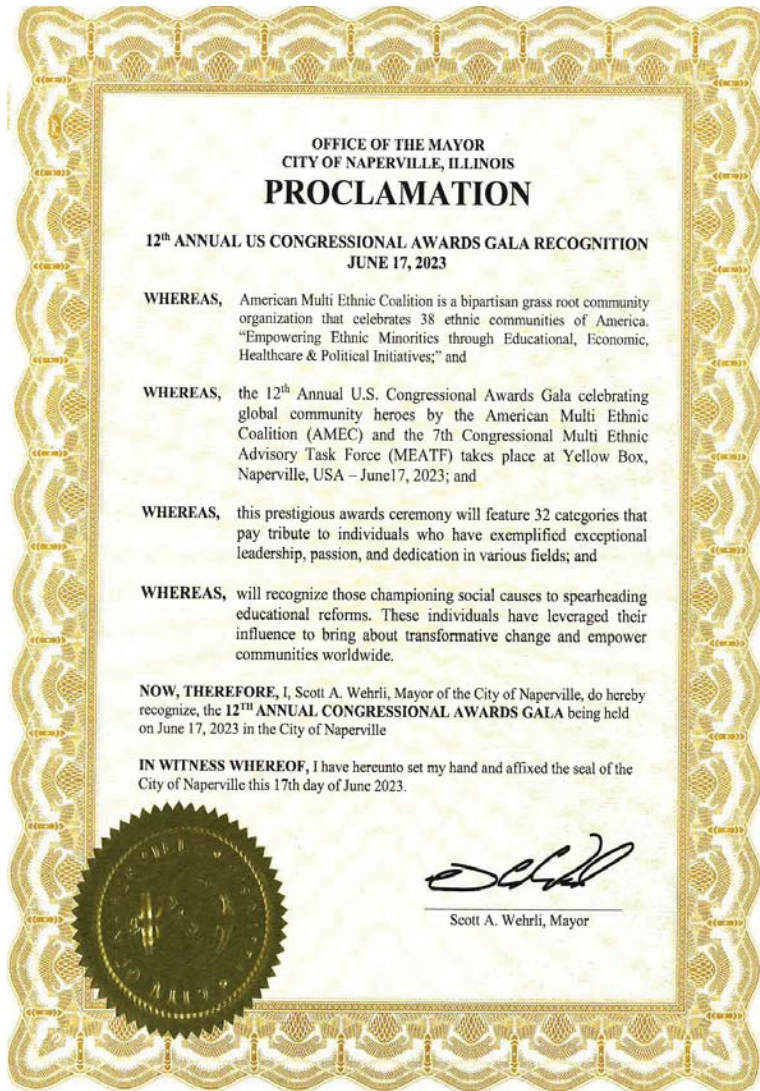 OFFICE OF THE MAYOR
CITY OF NAPERVILLE, ILLINOIS
PROCLAMATION
12th ANNUAL US CONGRESSIONAL AWARDS GALA RECOGNITION
JUNE 17, 2023
WHEREAS, American Multi Ethnic Coalition is a bipartisan grass root community
organization that celebrates 38 ethnic communities of America.
“Empowering Ethnic Minorities through Educational, Economic,
Healthcare & Political Initiatives;” and
WHEREAS, the 12th Annual U.S. Congressional Awards Gala celebrating
global community heroes by the American Multi Ethnic
Coalition (AMEC) and the 7th Congressional Multi Ethnic
Advisory Task Force (MEATF) takes place at Yellow Box,
Naperville, USA – June17, 2023; and
WHEREAS, this prestigious awards ceremony will feature 32 categories that
pay tribute to individuals who have exemplified exceptional
leadership, passion, and dedication in various fields; and
WHEREAS, will recognize those championing social causes to spearheading
educational reforms. These individuals have leveraged their
influence to bring about transformative change and empower
communities worldwide.
NOW, THEREFORE, I, Scott A. Wehrli, Mayor of the City of Naperville, do hereby
recognize, the 12TH ANNUAL CONGRESSIONAL AWARDS GALA being held
on June 17, 2023 in the City of Naperville
IN WITNESS WHEREOF, I have hereunto set my hand and affixed the seal of the
City of Naperville this 17th day of June 2023.
Scott A. Wehrli, Mayor